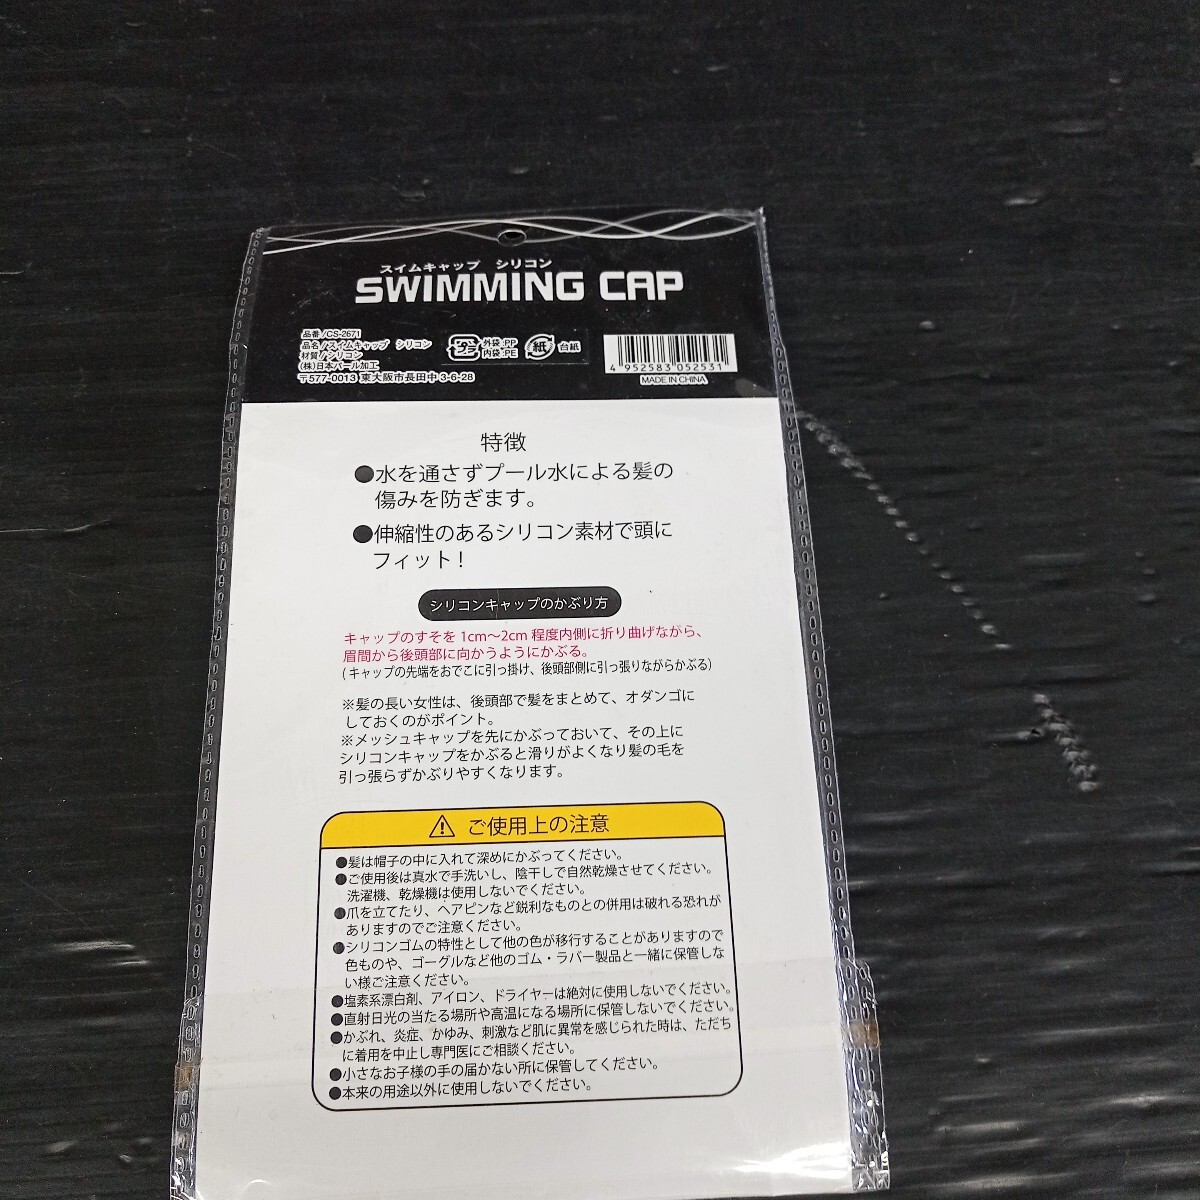 スイムキャップ シリコン
SWIMMING CAP
品番/CS-2671
品名/スイムキャップ シリコン
材質/シリコン
(株)日本パール加工
〒577-0013 東大阪市長田中 3-6-28
プラ
外袋:PP
内袋:PE
紙
台紙
4 952583 052531
MADE IN CHINA
特徴
●水を通さずプール水による髪の
傷みを防ぎます。
●伸縮性のあるシリコン素材で頭に
フィット!
シリコンキャップのかぶり方
キャップのすそを 1cm〜2cm 程度内側に折り曲げながら、
眉間から後頭部に向かうようにかぶる。
(キャップの先端をおでこに引っ掛け、後頭部側に引っ張りながらかぶる)
※髪の長い女性は、後頭部で髪をまとめて、オダンゴに
しておくのがポイント。
※メッシュキャップを先にかぶっておいて、その上に
シリコンキャップをかぶると滑りがよくなり髪の毛を
引っ張らずかぶりやすくなります。
ご使用上の注意
●髪は帽子の中に入れて深めにかぶってください。
●ご使用後は真水で手洗いし、陰干しで自然乾燥させてください。
洗濯機、乾燥機は使用しないでください。
●爪を立てたり、ヘアピンなど鋭利なものとの併用は破れる恐れが
ありますのでご注意ください。
●シリコンゴムの特性として他の色が移行することがありますので
色ものや、ゴーグルなど他のゴム・ラバー製品と一緒に保管しな
い様ご注意ください。
●塩素系漂白剤、アイロン、ドライヤーは絶対に使用しないでください。
●直射日光の当たる場所や高温になる場所に保管しないでください。
●かぶれ、炎症、かゆみ、刺激など肌に異常を感じられた時は、ただち
に着用を中止し専門医にご相談ください。
●小さなお子様の手の届かない所に保管してください。
●本来の用途以外に使用しないでください。